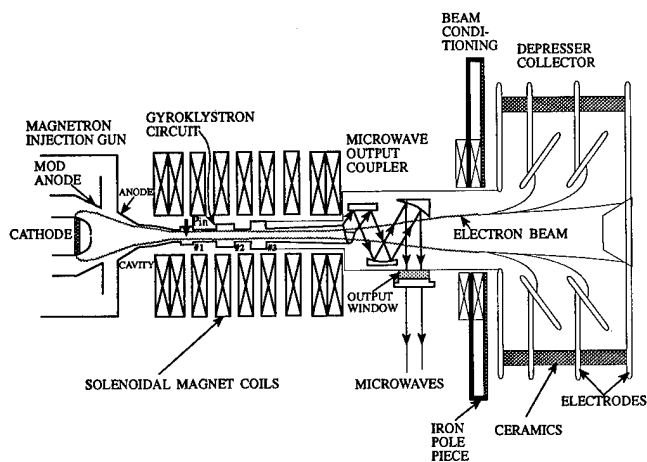 BEAM
CONDI-
TIONING
DEPRESSER
COLLECTOR
GYROKLYSTRON
CIRCUIT
MAGNETRON
INJECTION GUN
MICROWAVE
OUTPUT
COUPLER
MOD
ANODE
ANODE
Pin
CATHODE
#1
#2
#3
ELECTRON BEAM
CAVITY
OUTPUT
WINDOW
SOLENOIDAL MAGNET COILS
MICROWAVES
ELECTRODES
IRON
POLE
PIECE
CERAMICS